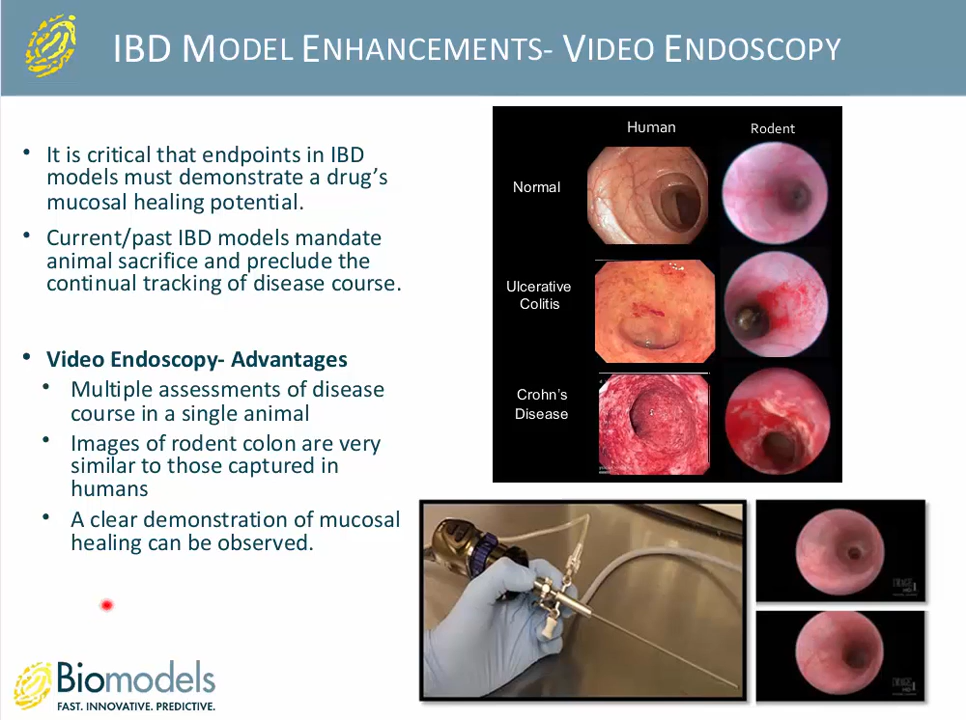 IBD MODEL ENHANCEMENTS- VIDEO ENDOSCOPY
• It is critical that endpoints in IBD
models must demonstrate a drug's
mucosal healing potential.
• Current/past IBD models mandate
animal sacrifice and preclude the
continual tracking of disease course.
• Video Endoscopy- Advantages
• Multiple assessments of disease
course in a single animal
• Images of rodent colon are very
similar to those captured in
humans
• A clear demonstration of mucosal
healing can be observed.
Human Rodent
Normal
Ulcerative
Colitis
Crohn's
Disease
IMAGE
HD
IMAGE
HD
Biomodels
FAST. INNOVATIVE. PREDICTIVE.